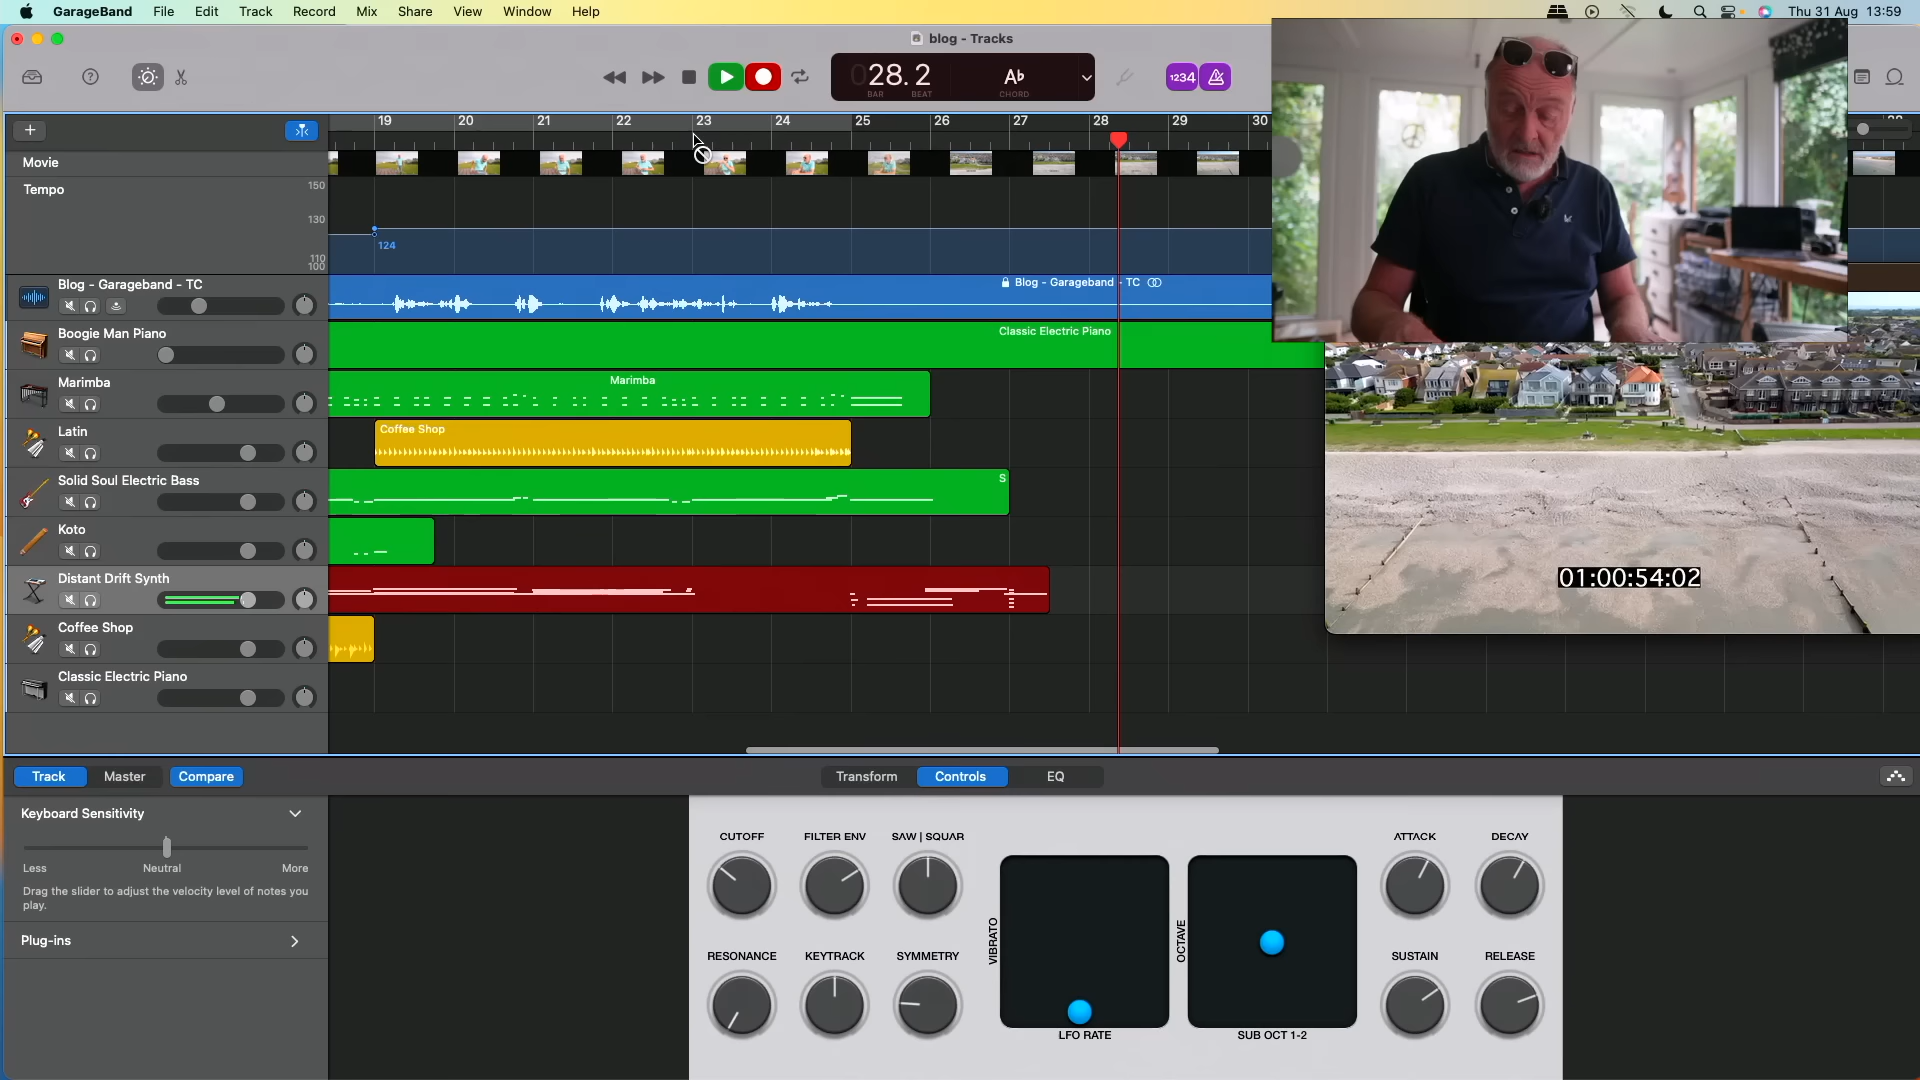 GarageBand File Edit Track Record Mix Share View Window Help Thu 31 Aug 13:59
blog - Tracks
028.2 A♭
BAR BEAT CHORD
1234
19 20 21 22 23 24 25 26 27 28 29 30
Movie
Tempo
150
130
110
100
124
Blog - Garageband - TC
Blog - Garageband - TC
Boogie Man Piano
Classic Electric Piano
Marimba
Marimba
Latin
Coffee Shop
Solid Soul Electric Bass
S
Koto
Distant Drift Synth
01:00:54:02
Coffee Shop
Classic Electric Piano
Track Master Compare
Transform Controls EQ
Keyboard Sensitivity
Less Neutral More
Drag the slider to adjust the velocity level of notes you
play.
Plug-ins
CUTOFF FILTER ENV SAW | SQUAR ATTACK DECAY
VIBRATO OCTAVE
RESONANCE KEYTRACK SYMMETRY SUSTAIN RELEASE
LFO RATE SUB OCT 1-2